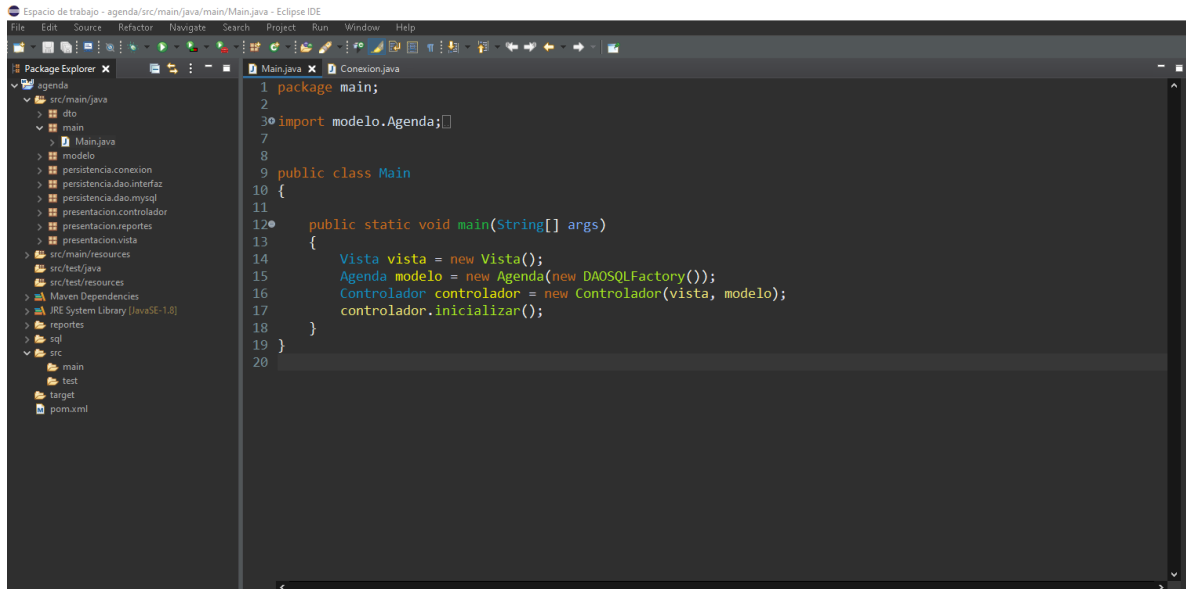 Espacio de trabajo - agenda/src/main/java/main/Main.java - Eclipse IDE
File Edit Source Refactor Navigate Search Project Run Window Help
Package Explorer
agenda
src/main/java
dto
main
Main.java
modelo
persistencia.conexion
persistencia.dao.interfaz
persistencia.dao.mysql
presentacion.controlador
presentacion.reportes
presentacion.vista
src/main/resources
src/test/java
src/test/resources
Maven Dependencies
JRE System Library [JavaSE-1.8]
reportes
sql
src
main
test
target
pom.xml
Main.java Conexion.java
1 package main;
2
3 import modelo.Agenda;
7
8
9 public class Main
10 {
11
12 public static void main(String[] args)
13 {
14 Vista vista = new Vista();
15 Agenda modelo = new Agenda(new DAOSQLFactory());
16 Controlador controlador = new Controlador(vista, modelo);
17 controlador.inicializar();
18 }
19 }
20